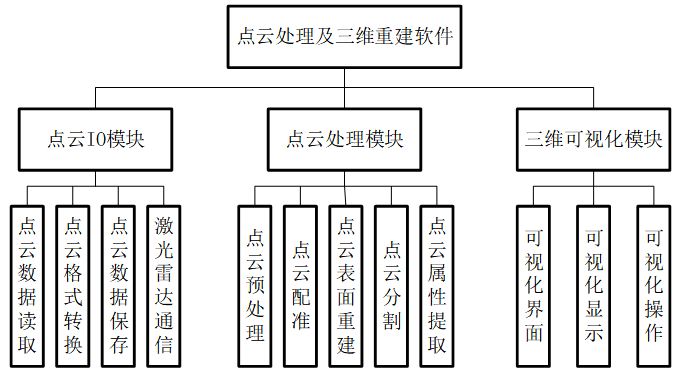 点云处理及三维重建软件
点云IO模块
点云处理模块
三维可视化模块
点云数据读取
点云格式转换
点云数据保存
激光雷达通信
点云预处理
点云配准
点云表面重建
点云分割
点云属性提取
可视化界面
可视化显示
可视化操作